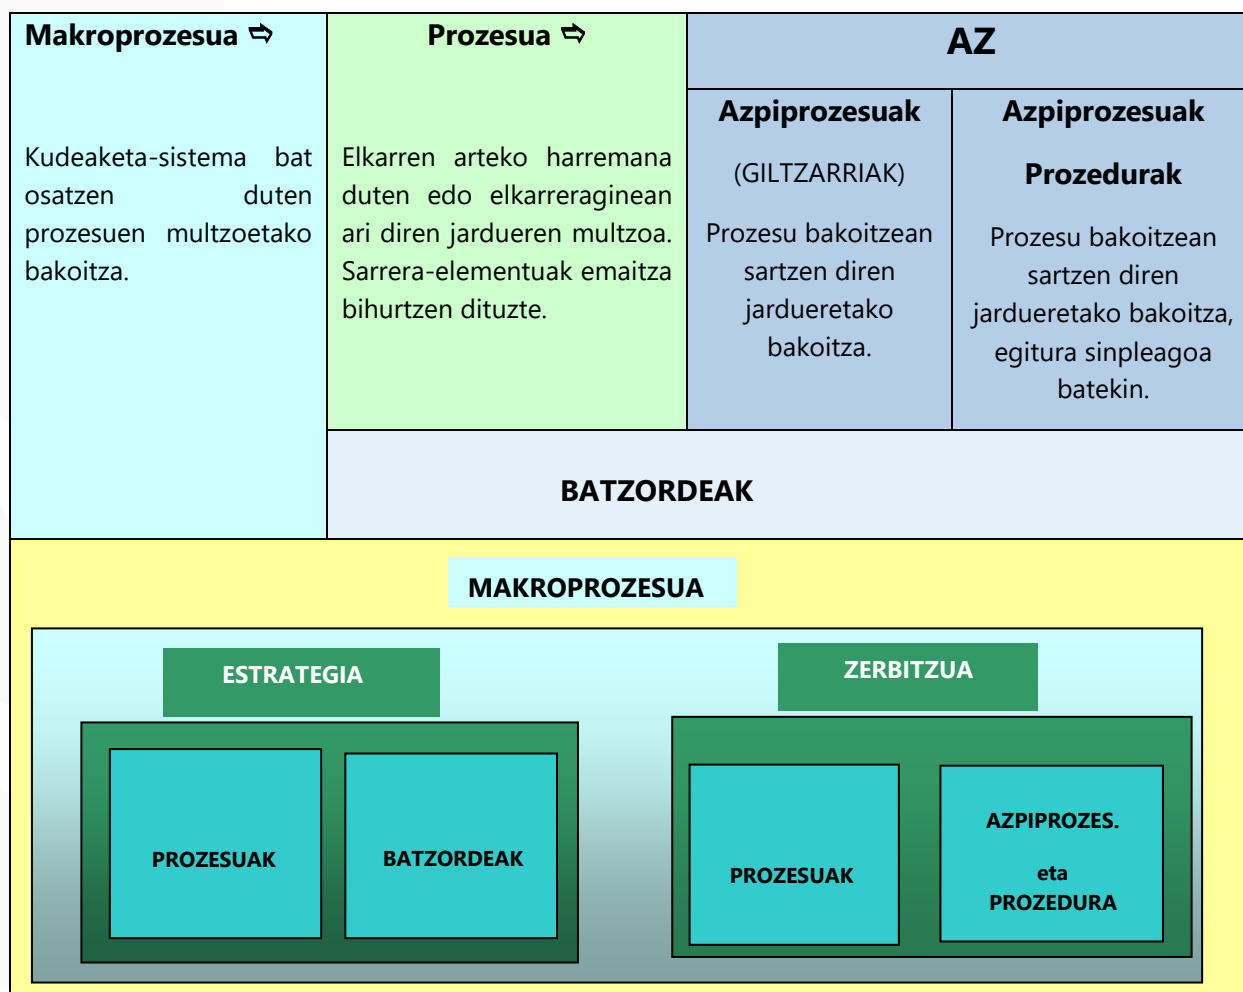 Makroprozesua ⇨
Kudeaketa-sistema bat
osatzen duten
prozesuen multzoetako
bakoitza.
Prozesua ⇨
Elkarren arteko harremana
duten edo elkarreraginean
ari diren jardueren multzoa.
Sarrera-elementuak emaitza
bihurtzen dituzte.
AZ
Azpiprozesuak
(GILTZARRIAK)
Prozesu bakoitzean
sartzen diren
jardueretako
bakoitza.
Azpiprozesuak
Prozedurak
Prozesu bakoitzean
sartzen diren
jardueretako bakoitza,
egitura sinpleagoa
batekin.
BATZORDEAK
MAKROPROZESUA
ESTRATEGIA
PROZESUAK
BATZORDEAK
ZERBITZUA
PROZESUAK
AZPIPROZES.
eta
PROZEDURA